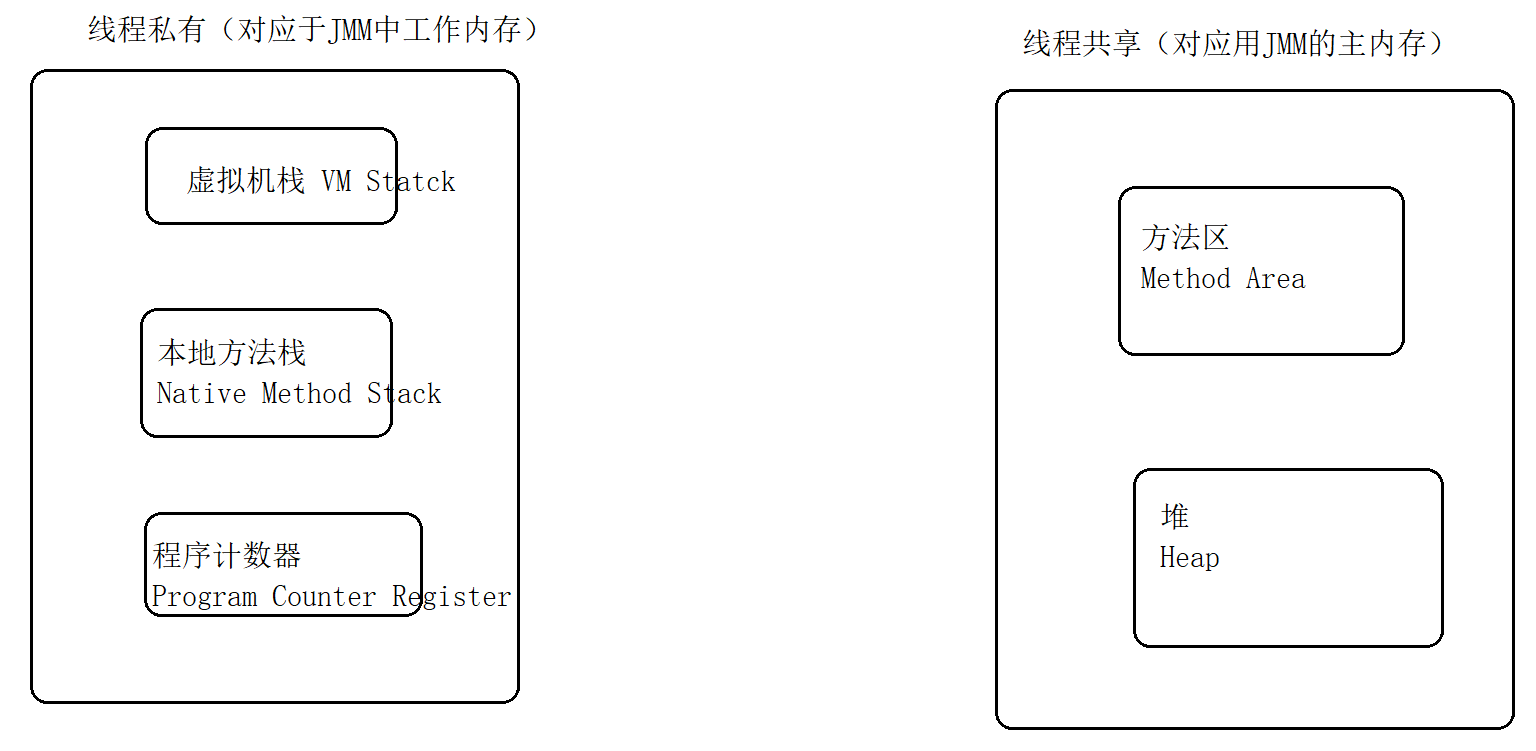 线程私有（对应于JMM中工作内存）
虚拟机栈 VM Statck
本地方法栈
Native Method Stack
程序计数器
Program Counter Register
线程共享（对应用JMM的主内存）
方法区
Method Area
堆
Heap